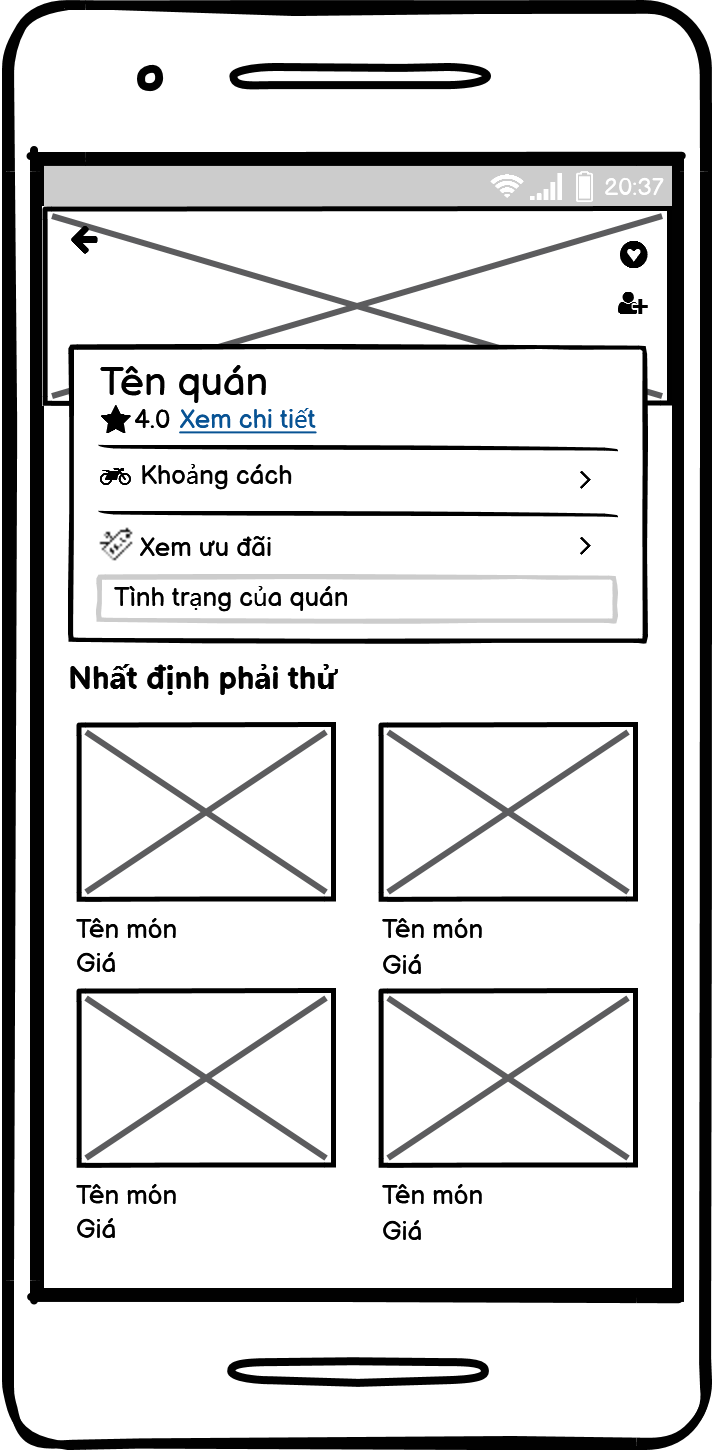 20:37
Tên quán
4.0 Xem chi tiết
Khoảng cách
Xem ưu đãi
Tình trạng của quán
Nhất định phải thử
Tên món
Giá
Tên món
Giá
Tên món
Giá
Tên món
Giá